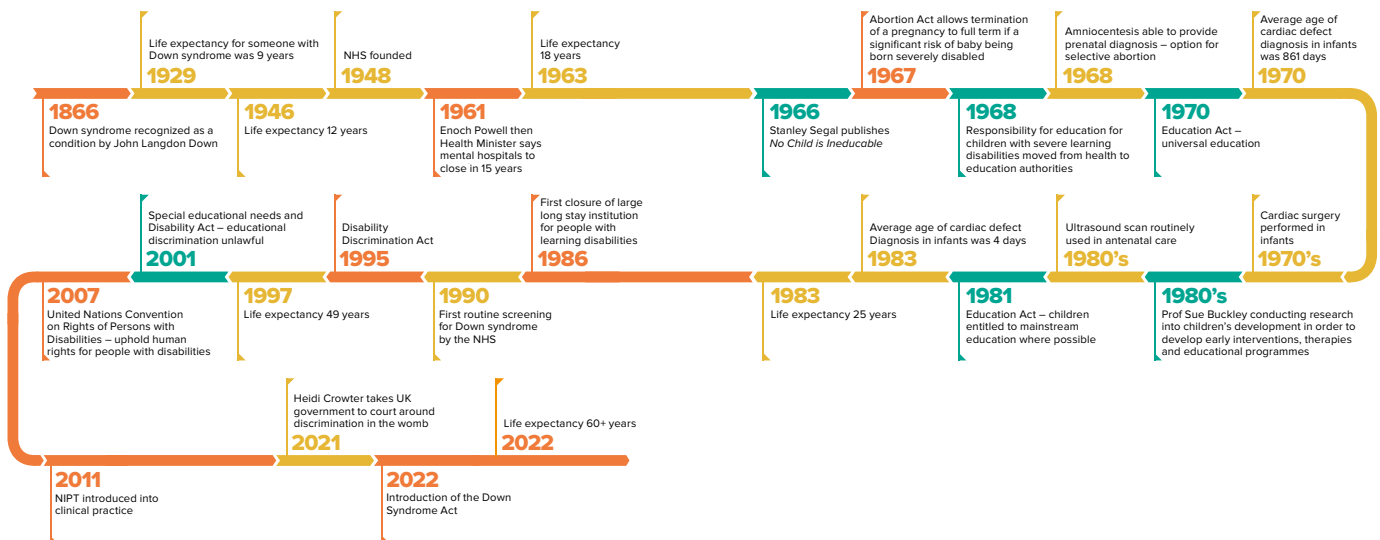 Life expectancy for someone with
Down syndrome was 9 years
1929
NHS founded
1948
Life expectancy
18 years
1963
Abortion Act allows termination
of a pregnancy to full term if a
significant risk of baby being
born severely disabled
1967
Amniocentesis able to provide
prenatal diagnosis – option for
selective abortion
1968
Average age of
cardiac defect
diagnosis in infants
was 861 days
1970
1866
Down syndrome recognized as a
condition by John Langdon Down
1946
Life expectancy 12 years
1961
Enoch Powell then
Health Minister says
mental hospitals to
close in 15 years
1966
Stanley Segal publishes
No Child is Ineducable
1968
Responsibility for education for
children with severe learning
disabilities moved from health to
education authorities
1970
Education Act –
universal education
Special educational needs and
Disability Act – educational
discrimination unlawful
2001
Disability
Discrimination Act
1995
First closure of large
long stay institution
for people with
learning disabilities
1986
Average age of cardiac defect
Diagnosis in infants was 4 days
1983
Ultrasound scan routinely
used in antenatal care
1980’s
Cardiac surgery
performed in
infants
1970’s
2007
United Nations Convention
on Rights of Persons with
Disabilities – uphold human
rights for people with disabilities
1997
Life expectancy 49 years
1990
First routine screening
for Down syndrome
by the NHS
1983
Life expectancy 25 years
1981
Education Act – children
entitled to mainstream
education where possible
1980’s
Prof Sue Buckley conducting research
into children’s development in order to
develop early interventions, therapies
and educational programmes
Heidi Crowter takes UK
government to court around
discrimination in the womb
2021
Life expectancy 60+ years
2022
2011
NIPT introduced into
clinical practice
2022
Introduction of the Down
Syndrome Act